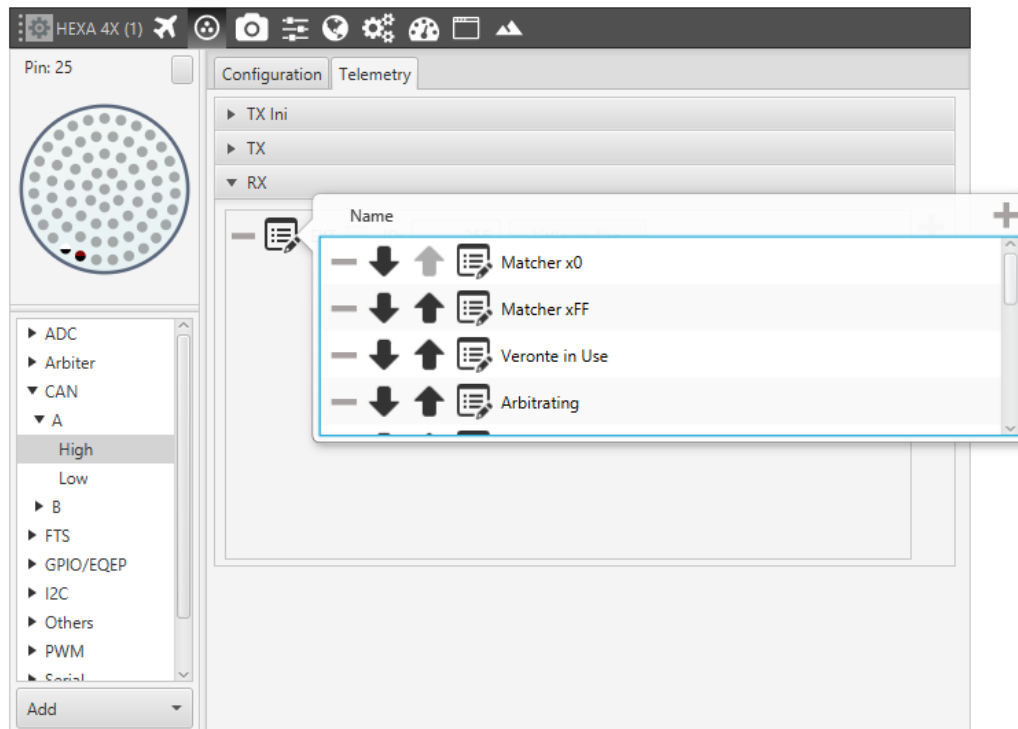 HEXA 4X (1)
Pin: 25
Configuration
Telemetry
TX Ini
TX
RX
Name
Matcher x0
Matcher xFF
Veronte in Use
Arbitrating
ADC
Arbiter
CAN
A
High
Low
B
FTS
GPIO/EQEP
I2C
Others
PWM
Serial
Add